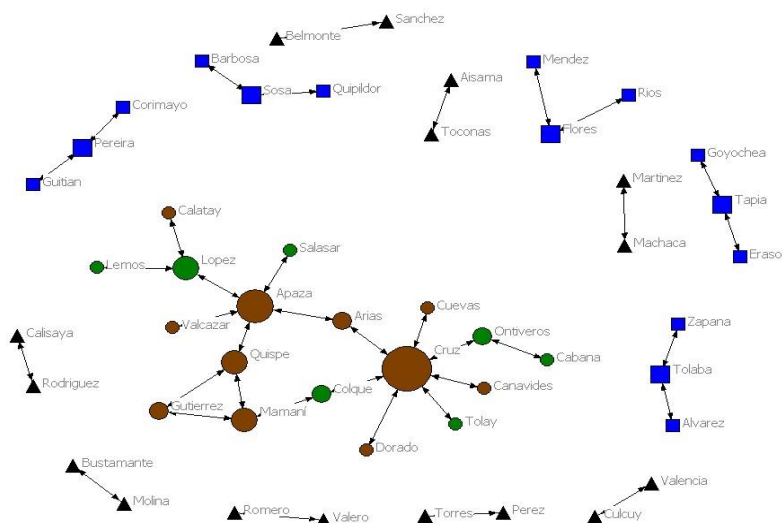 Sanchez
Belmonte
Barbosa
Sosa
Quipildor
Mendez
Aisama
Rios
Corimayo
Toconas
Flores
Pereira
Goyochea
Guitian
Martinez
Tapia
Calatay
Machaca
Eraso
Salasar
Lemos
Lopez
Apaza
Cuevas
Valcazar
Arias
Zapana
Calisaya
Ontiveros
Cruz
Quispe
Cabana
Tolaba
Rodriguez
Colque
Canavides
Gutierrez
Mamaní
Tolay
Alvarez
Dorado
Bustamante
Valencia
Molina
Romero
Valero
Torres
Perez
Culcuy